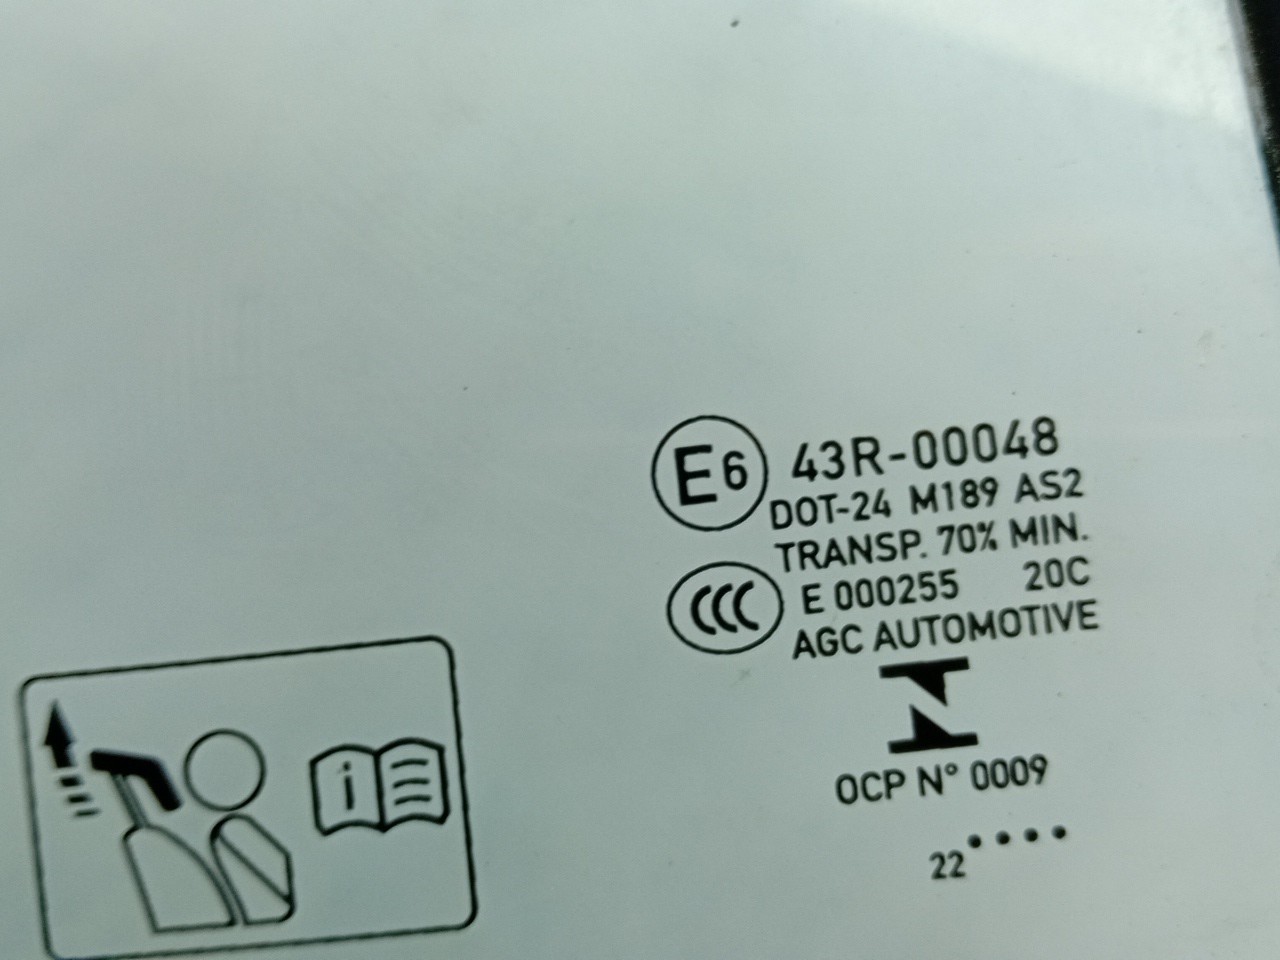 E6 43R-00048
DOT-24 M189 AS2
TRANSP. 70% MIN.
CCC E 000255 20C
AGC AUTOMOTIVE
OCP N° 0009
22
i